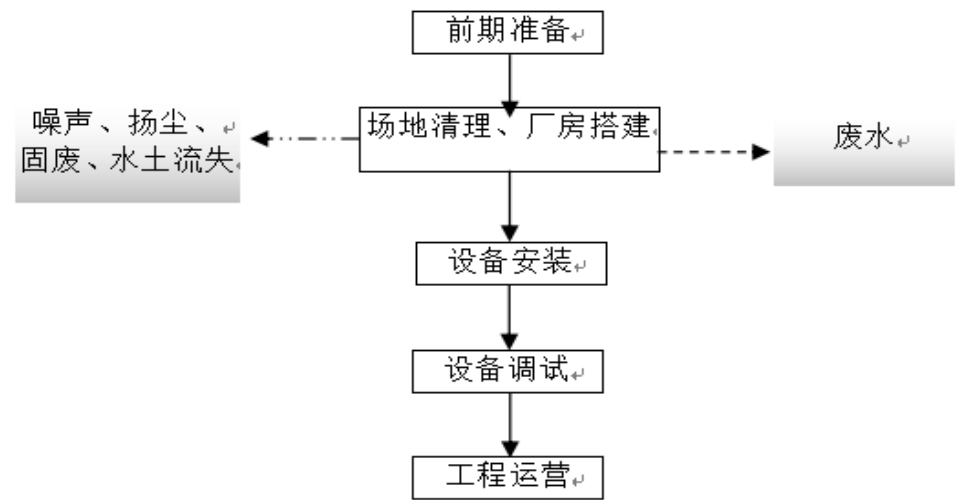 前期准备
噪声、扬尘、
固废、水土流失
场地清理、厂房搭建
废水
设备安装
设备调试
工程运营